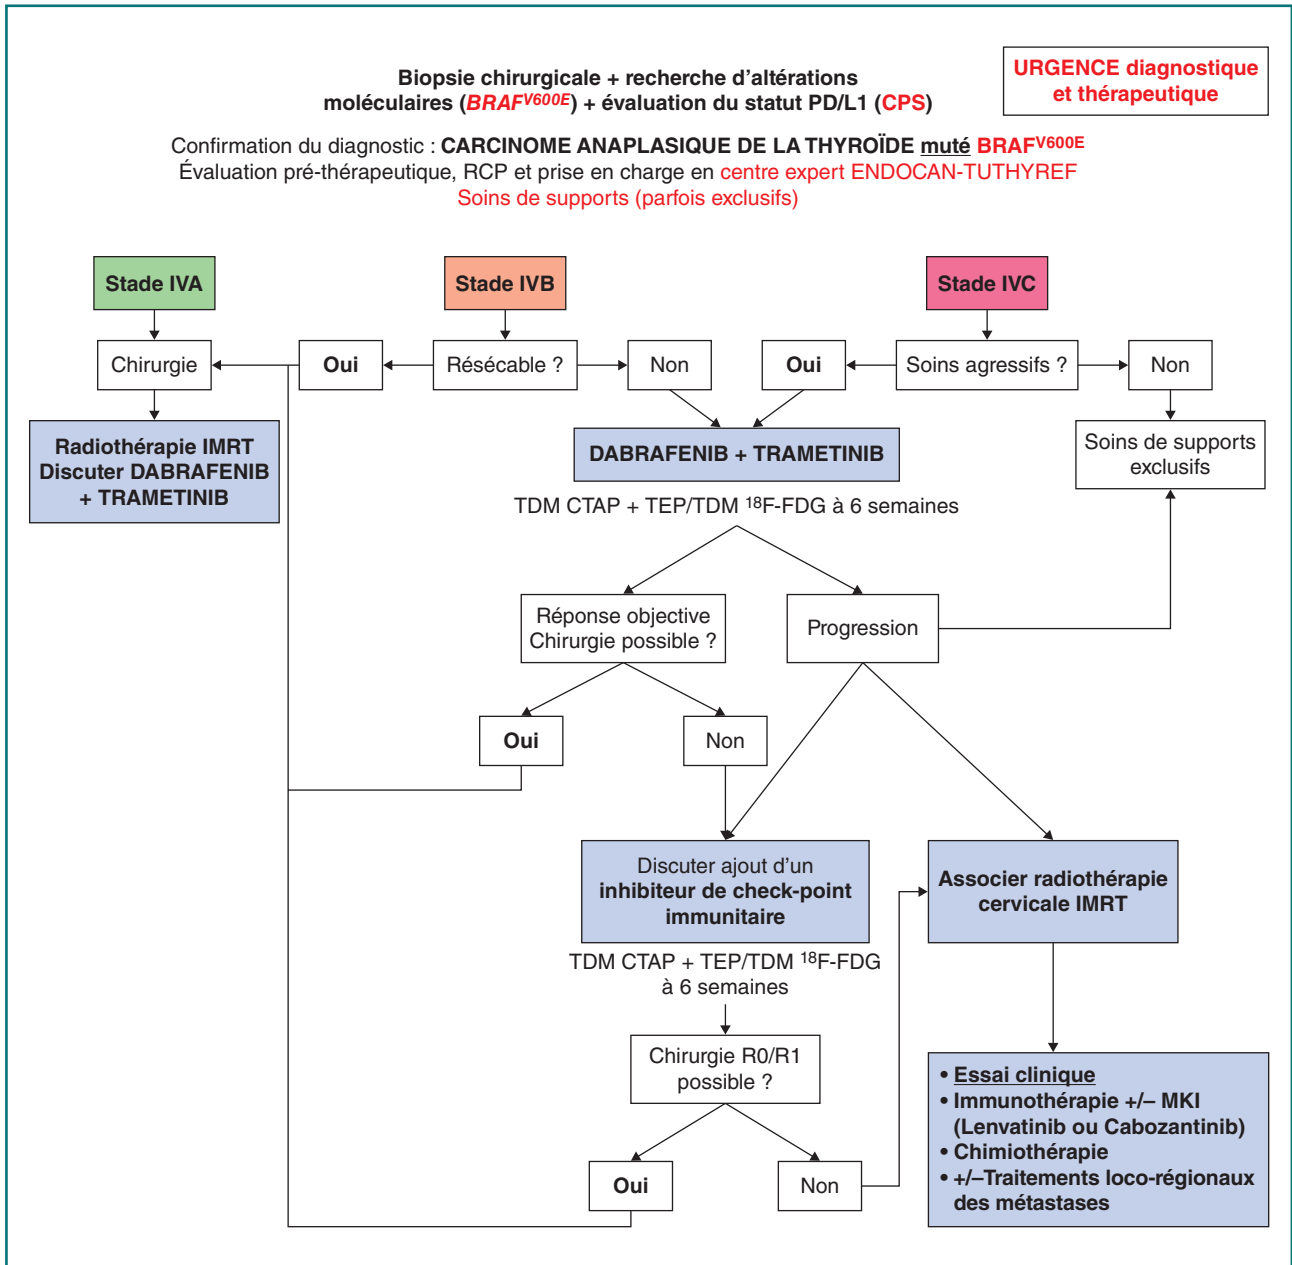 Biopsie chirurgicale + recherche d'altérations
moléculaires (BRAFV600E) + évaluation du statut PD/L1 (CPS)
URGENCE diagnostique
et thérapeutique
Confirmation du diagnostic : CARCINOME ANAPLASIQUE DE LA THYROÏDE muté BRAFV600E
Évaluation pré-thérapeutique, RCP et prise en charge en centre expert ENDOCAN-TUTHYREF
Soins de supports (parfois exclusifs)
Stade IVA
Stade IVB
Stade IVC
Chirurgie
Oui
Résécable ?
Non
Oui
Soins agressifs ?
Non
Radiothérapie IMRT
Discuter DABRAFENIB
+ TRAMETINIB
DABRAFENIB + TRAMETINIB
Soins de supports
exclusifs
TDM CTAP + TEP/TDM 18F-FDG à 6 semaines
Réponse objective
Chirurgie possible ?
Progression
Oui
Non
Discuter ajout d'un
inhibiteur de check-point
immunitaire
Associer radiothérapie
cervicale IMRT
TDM CTAP + TEP/TDM 18F-FDG
à 6 semaines
Chirurgie R0/R1
possible ?
• Essai clinique
• Immunothérapie +/– MKI
(Lenvatinib ou Cabozantinib)
• Chimiothérapie
• +/–Traitements loco-régionaux
des métastases
Oui
Non